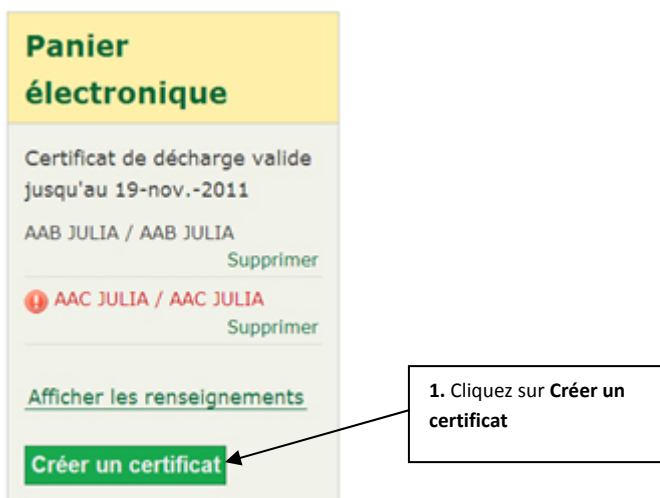 Panier
électronique
Certificat de décharge valide
jusqu'au 19-nov.-2011
AAB JULIA / AAB JULIA
Supprimer
AAC JULIA / AAC JULIA
Supprimer
Afficher les renseignements
Créer un certificat
1. Cliquez sur Créer un
certificat